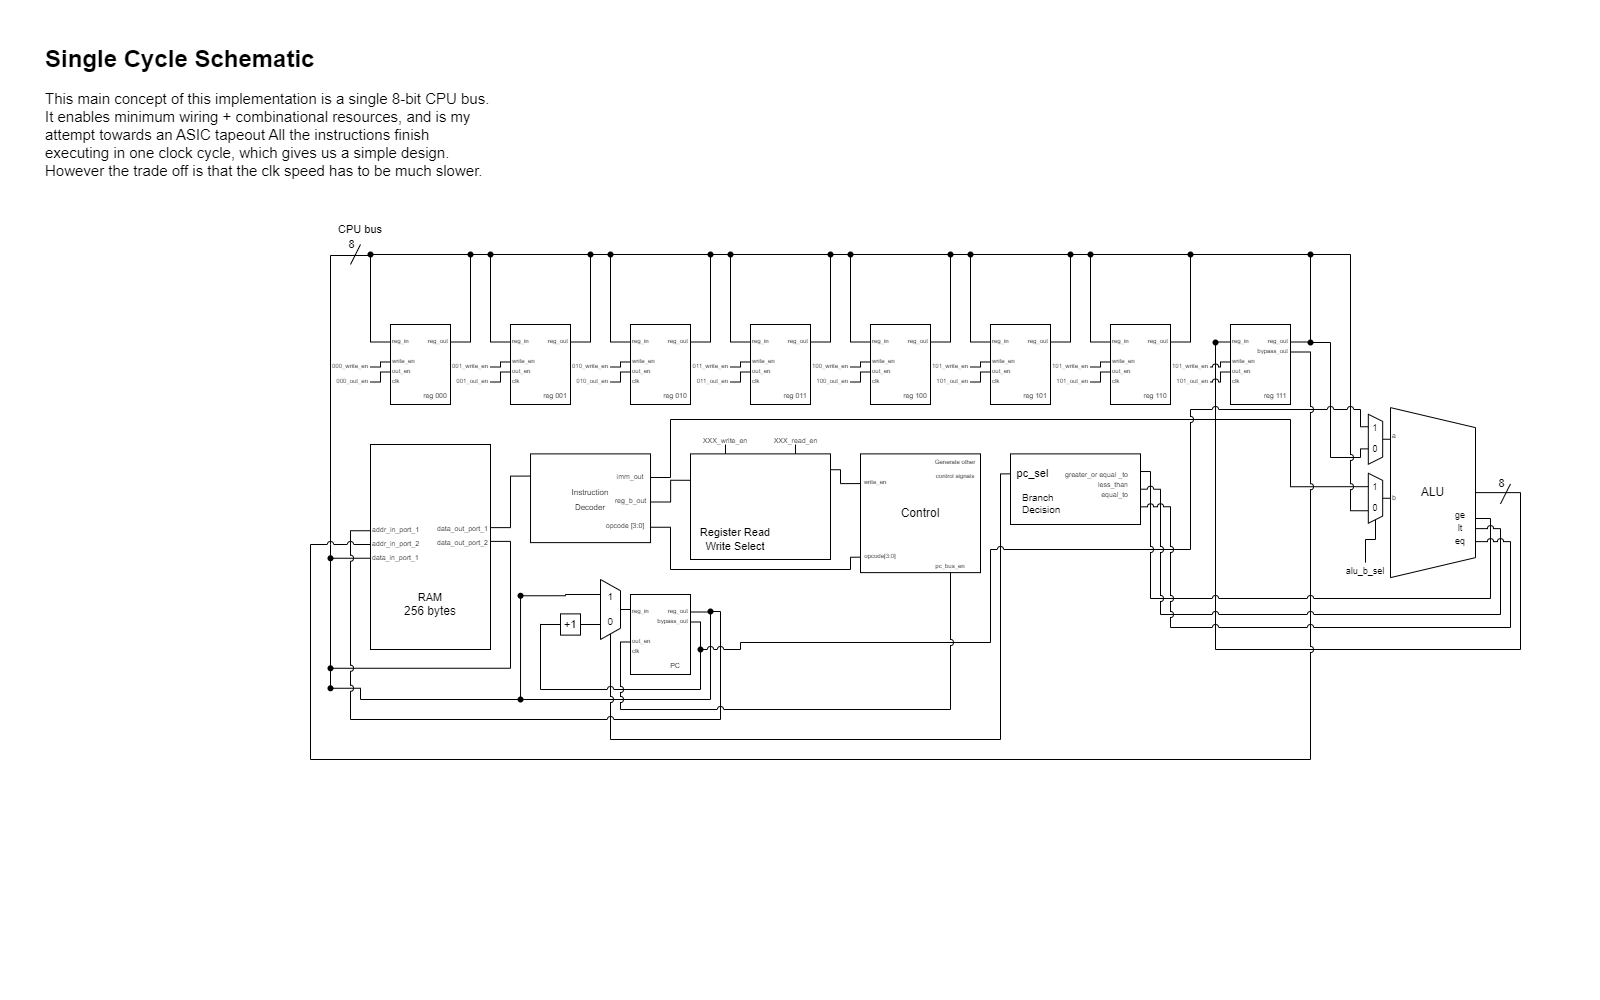 Single Cycle Schematic
This main concept of this implementation is a single 8-bit CPU bus.
It enables minimum wiring + combinational resources, and is my
attempt towards an ASIC tapeout All the instructions finish
executing in one clock cycle, which gives us a simple design.
However the trade off is that the clk speed has to be much slower.
CPU bus
8
reg_in reg_out
write_en
000_write_en
out_en
000_out_en
clk
reg 000
reg_in reg_out
write_en
001_write_en
out_en
001_out_en
clk
reg 001
reg_in reg_out
write_en
010_write_en
out_en
010_out_en
clk
reg 010
reg_in reg_out
write_en
011_write_en
out_en
011_out_en
clk
reg 011
reg_in reg_out
write_en
100_write_en
out_en
100_out_en
clk
reg 100
reg_in reg_out
write_en
101_write_en
out_en
101_out_en
clk
reg 101
reg_in reg_out
write_en
101_write_en
out_en
101_out_en
clk
reg 110
reg_in reg_out
bypass_out
write_en
101_write_en
out_en
101_out_en
clk
reg 111
addr_in_port_1 data_out_port_1
addr_in_port_2 data_out_port_2
data_in_port_1
RAM
256 bytes
imm_out
Instruction
Decoder
reg_b_out
opcode [3:0]
XXX_write_en XXX_read_en
Register Read
Write Select
Generate other
control signals
write_en
Control
opcode[3:0]
pc_bus_en
pc_sel
greater_or equal _to
less_than
equal_to
Branch
Decision
1
0
+1
reg_in reg_out
bypass_out
out_en
clk
PC
1
0
a
1
0
b
alu_b_sel
ALU
8
ge
lt
eq